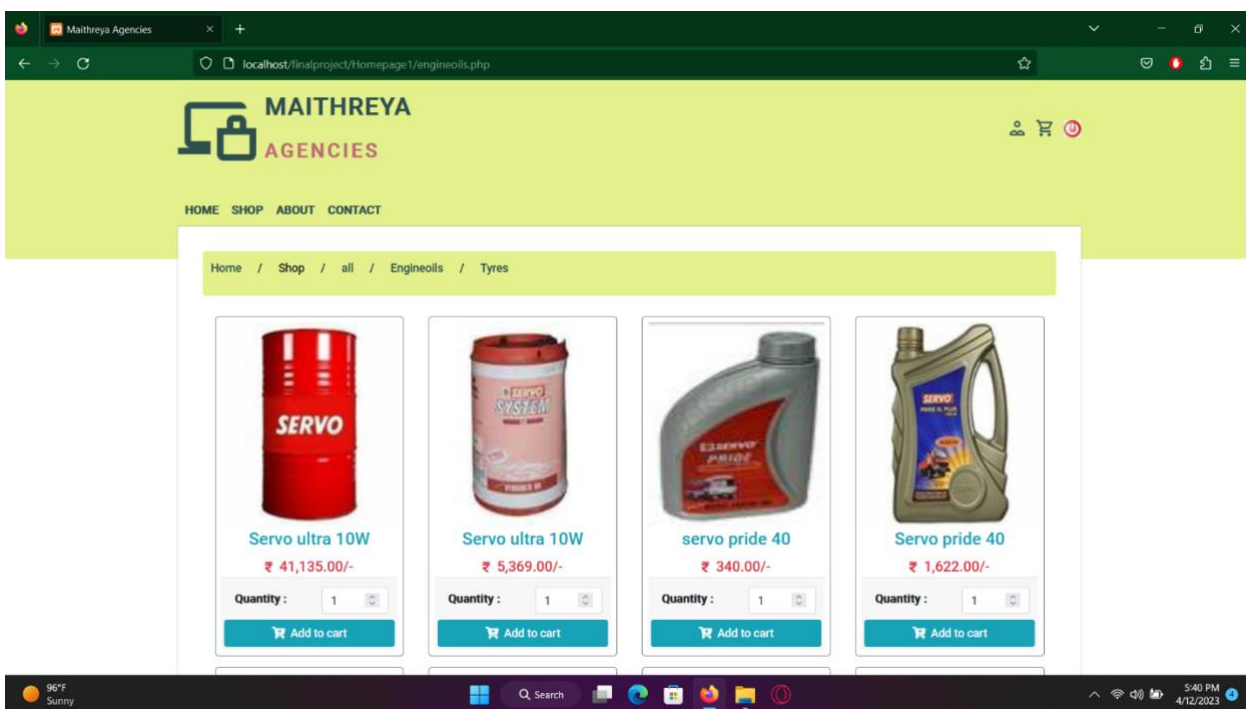 Maithreya Agencies
localhost/finalproject/Homepage1/engineoils.php
MAITHREYA
AGENCIES
HOME SHOP ABOUT CONTACT
Home / Shop / all / Engineoils / Tyres
SERVO
SERVO
SYSTEM
SERVO
PRIDE
SERVO
PRIDE XL PLUS
Servo ultra 10W
₹ 41,135.00/-
Quantity : 1
Add to cart
Servo ultra 10W
₹ 5,369.00/-
Quantity : 1
Add to cart
servo pride 40
₹ 340.00/-
Quantity : 1
Add to cart
Servo pride 40
₹ 1,622.00/-
Quantity : 1
Add to cart
96°F
Sunny
Search
5:40 PM
4/12/2023
4